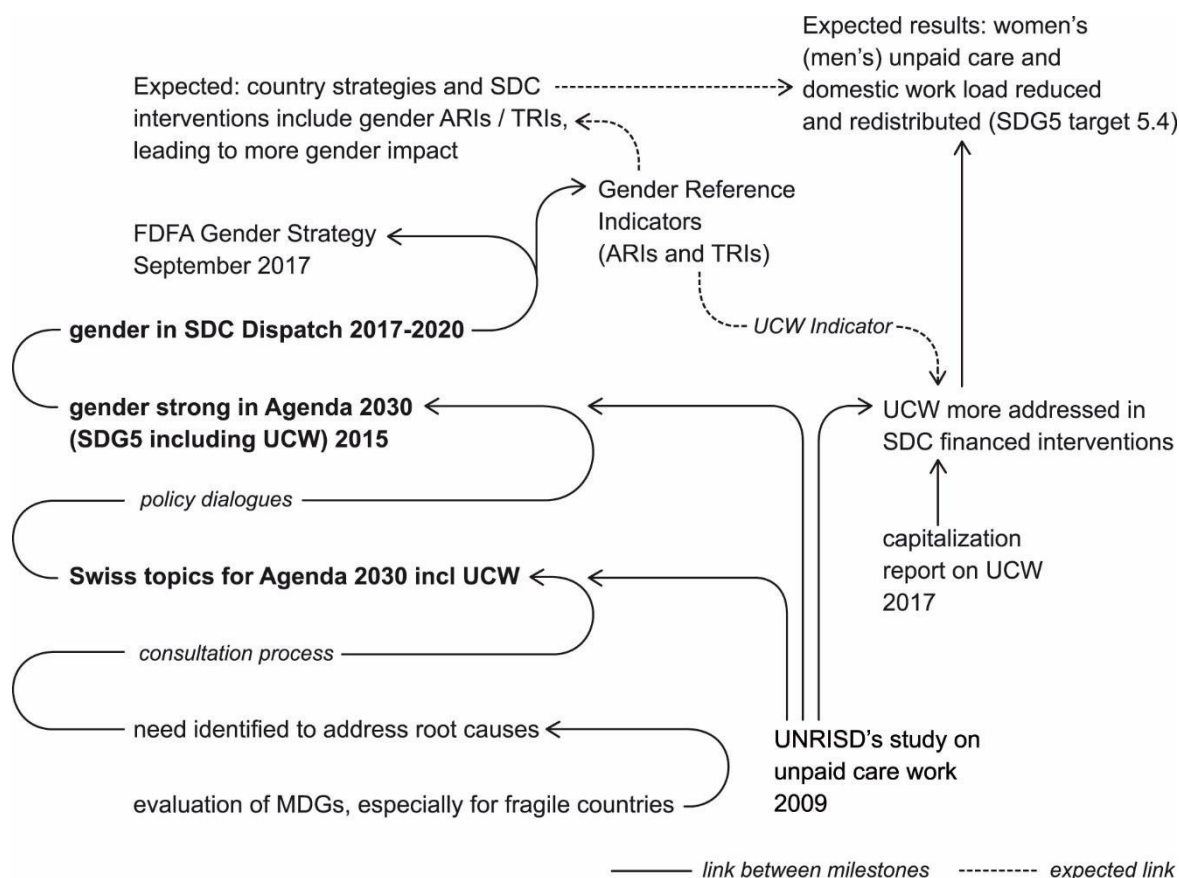 Expected results: women’s
(men’s) unpaid care and
domestic work load reduced
and redistributed (SDG5 target 5.4)
Expected: country strategies and SDC
interventions include gender ARIs / TRIs,
leading to more gender impact
Gender Reference
Indicators
(ARIs and TRIs)
FDFA Gender Strategy
September 2017
gender in SDC Dispatch 2017-2020
UCW Indicator
gender strong in Agenda 2030
(SDG5 including UCW) 2015
UCW more addressed in
SDC financed interventions
policy dialogues
capitalization
report on UCW
2017
Swiss topics for Agenda 2030 incl UCW
consultation process
need identified to address root causes
UNRISD’s study on
unpaid care work
2009
evaluation of MDGs, especially for fragile countries
link between milestones
expected link